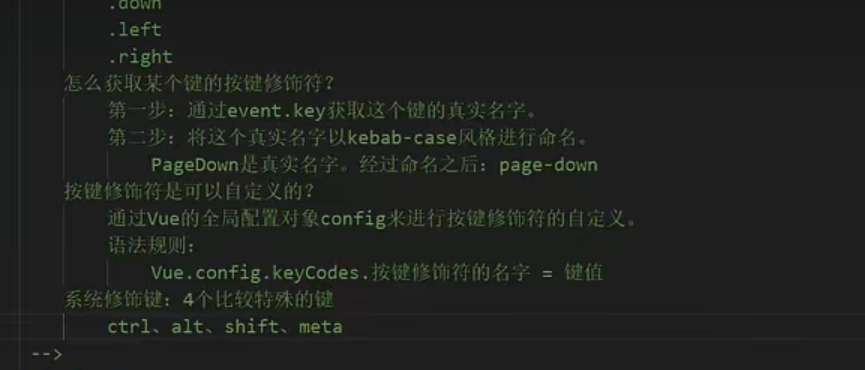 .down
.left
.right
怎么获取某个键的按键修饰符？
第一步：通过event.key获取这个键的真实名字。
第二步：将这个真实名字以kebab-case风格进行命名。
PageDown是真实名字。经过命名之后：page-down
按键修饰符是可以自定义的？
通过Vue的全局配置对象config来进行按键修饰符的自定义。
语法规则：
Vue.config.keyCodes.按键修饰符的名字 = 键值
系统修饰键：4个比较特殊的键
ctrl、alt、shift、meta
-->